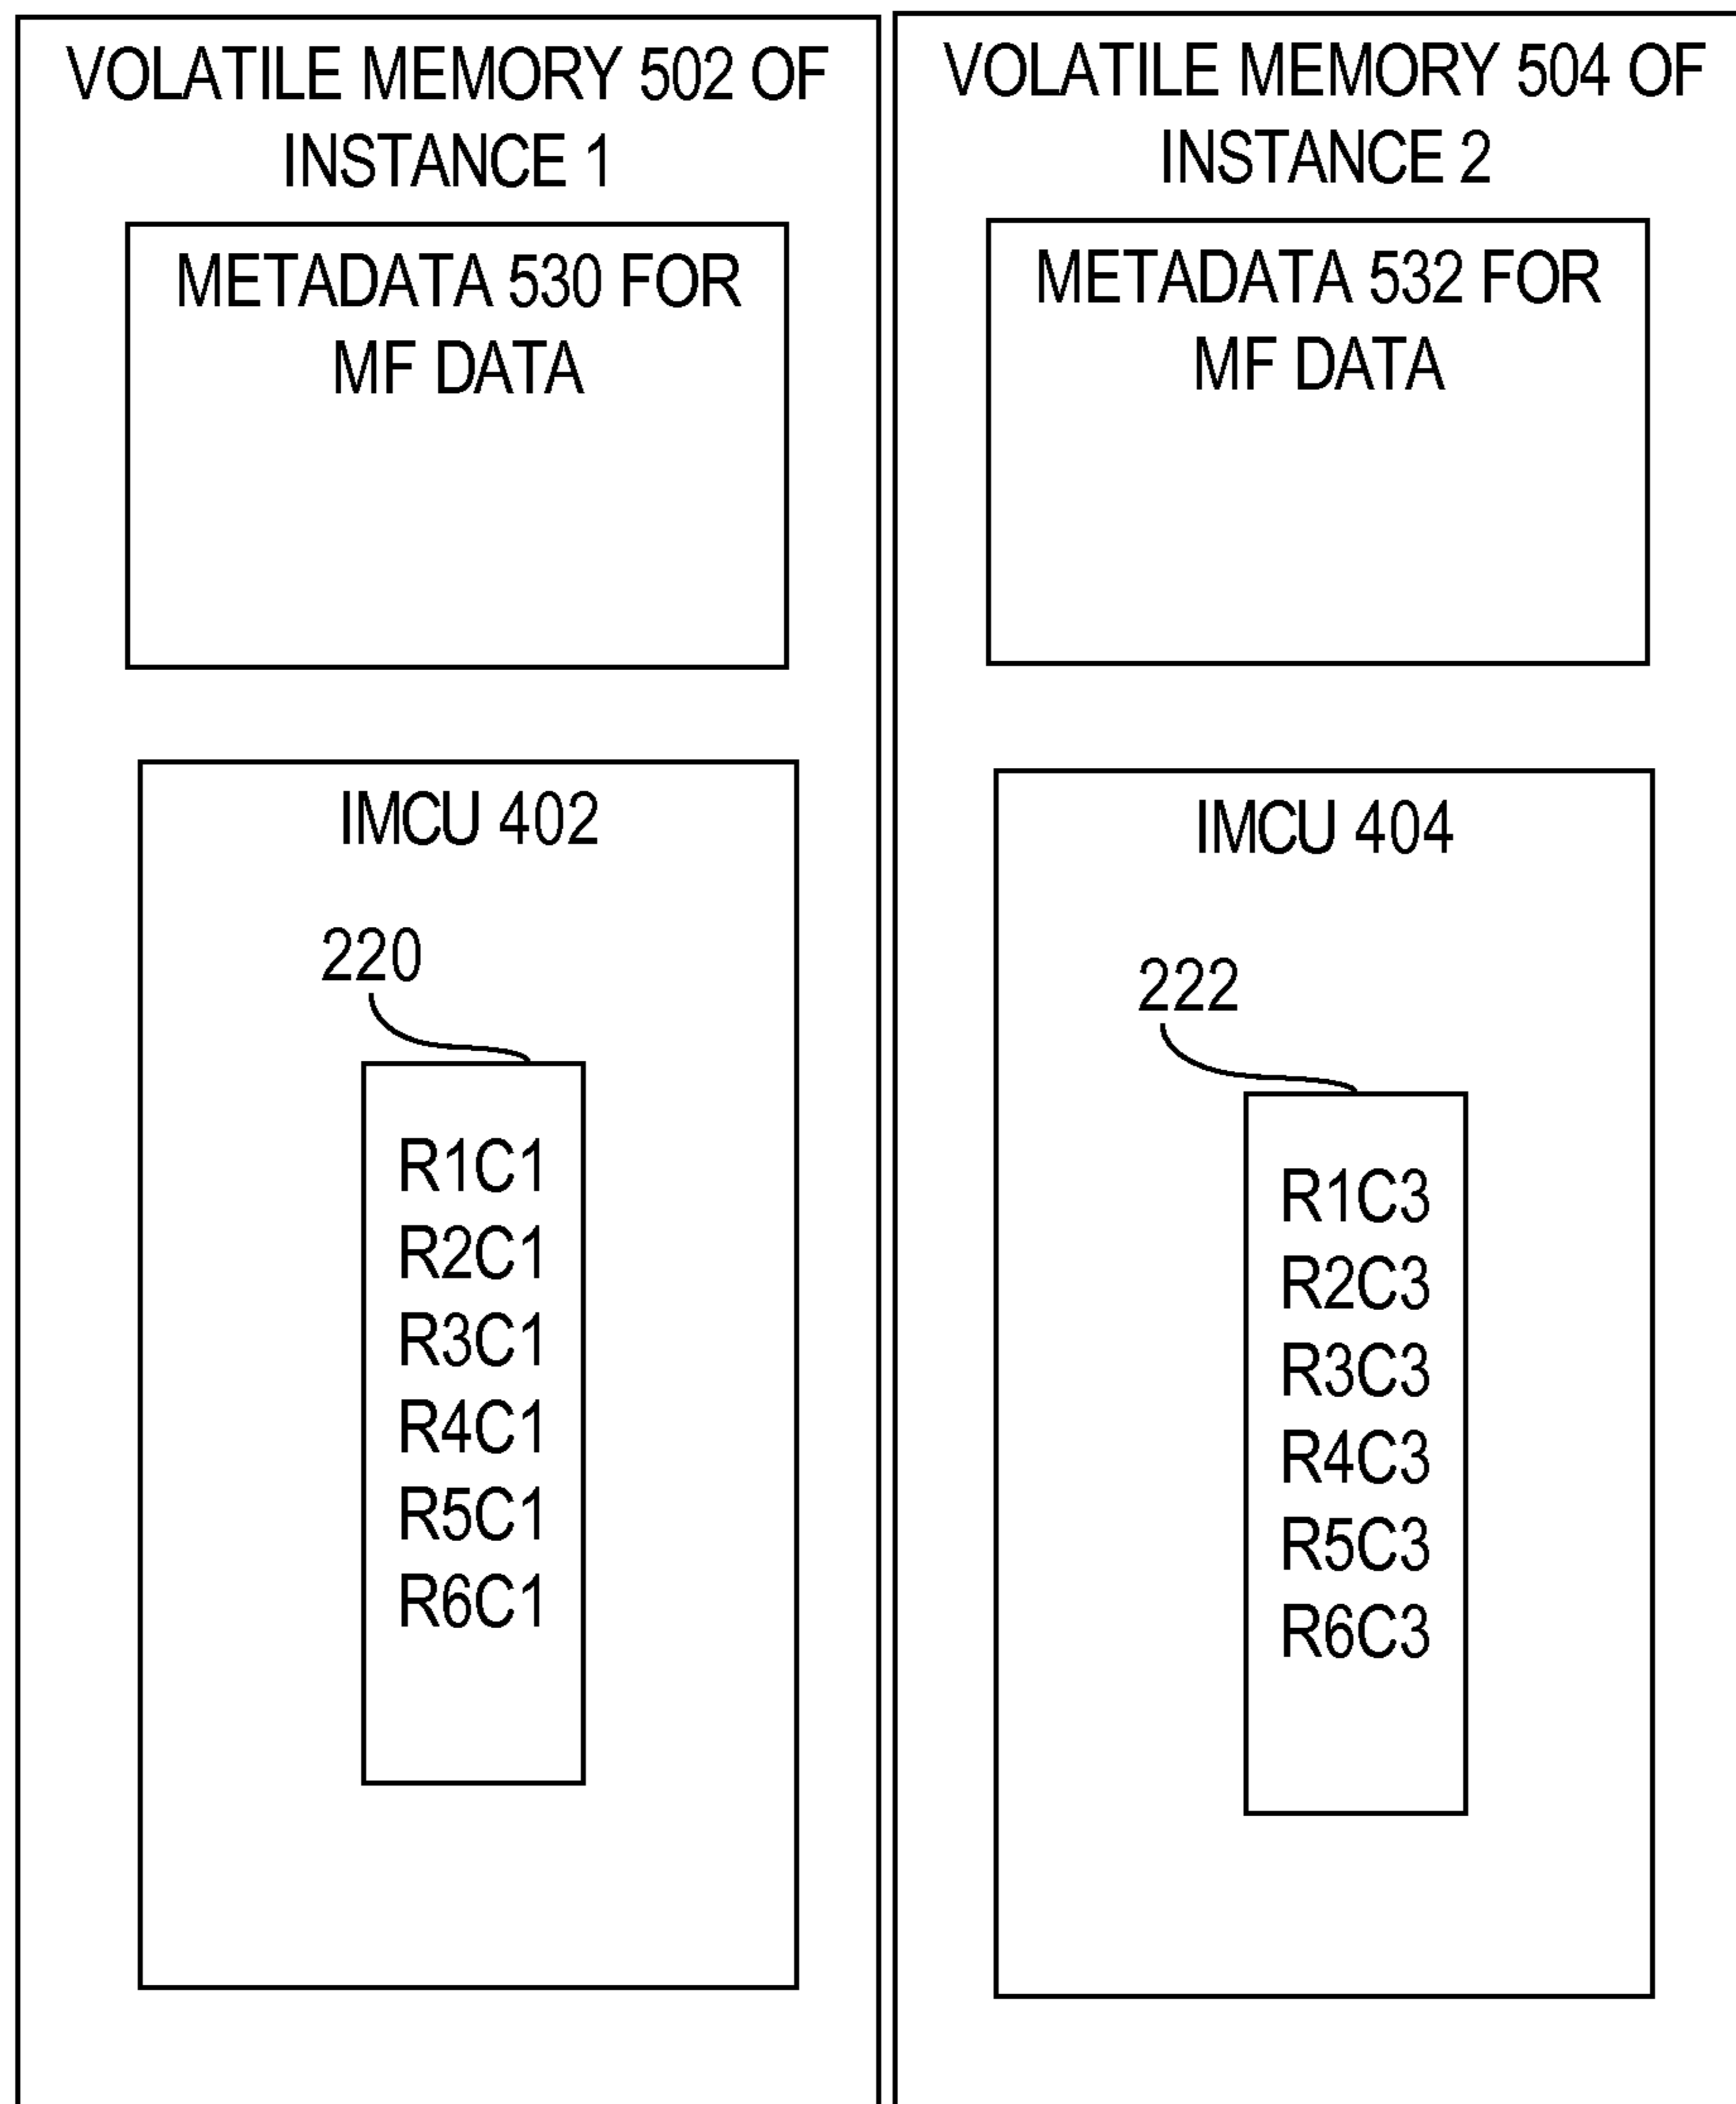 VOLATILE MEMORY 502 OF
INSTANCE 1
METADATA 530 FOR
MF DATA
IMCU 402
220
R1C1
R2C1
R3C1
R4C1
R5C1
R6C1
VOLATILE MEMORY 504 OF
INSTANCE 2
METADATA 532 FOR
MF DATA
IMCU 404
222
R1C3
R2C3
R3C3
R4C3
R5C3
R6C3